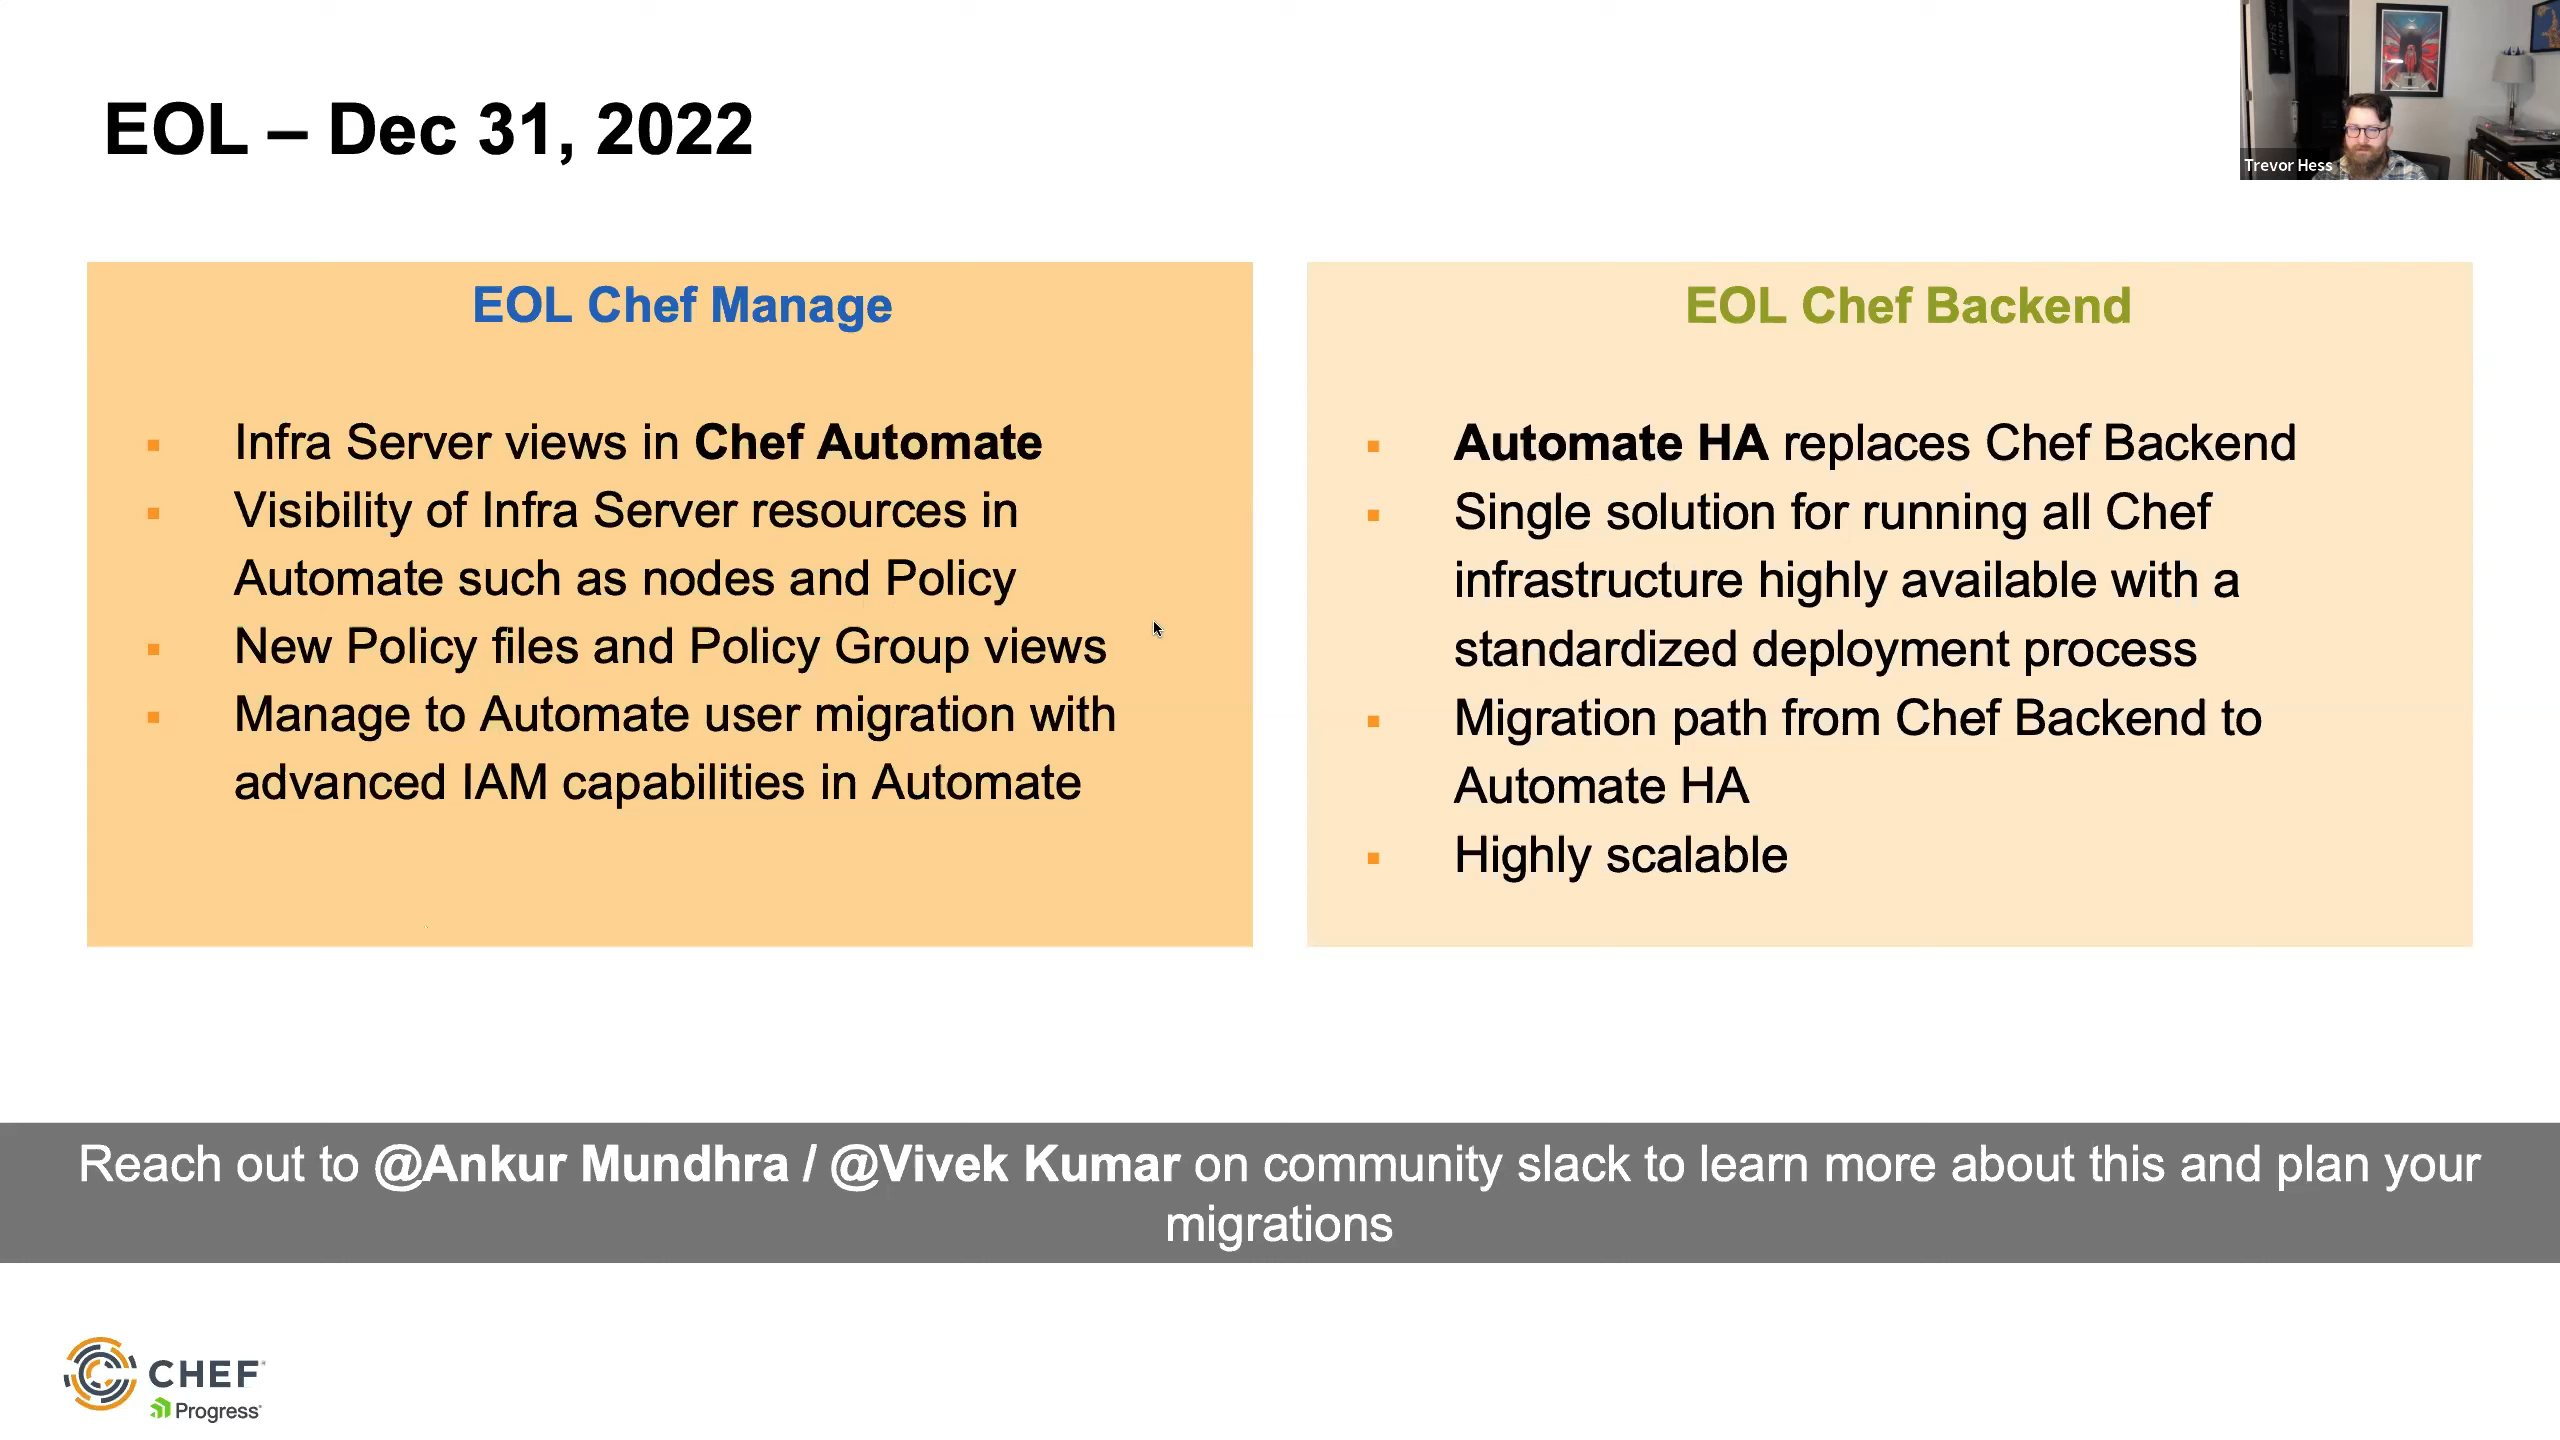 EOL – Dec 31, 2022
Trevor Hess
EOL Chef Manage
Infra Server views in Chef Automate
Visibility of Infra Server resources in
Automate such as nodes and Policy
New Policy files and Policy Group views
Manage to Automate user migration with
advanced IAM capabilities in Automate
EOL Chef Backend
Automate HA replaces Chef Backend
Single solution for running all Chef
infrastructure highly available with a
standardized deployment process
Migration path from Chef Backend to
Automate HA
Highly scalable
Reach out to @Ankur Mundhra / @Vivek Kumar on community slack to learn more about this and plan your
migrations
CHEF
Progress